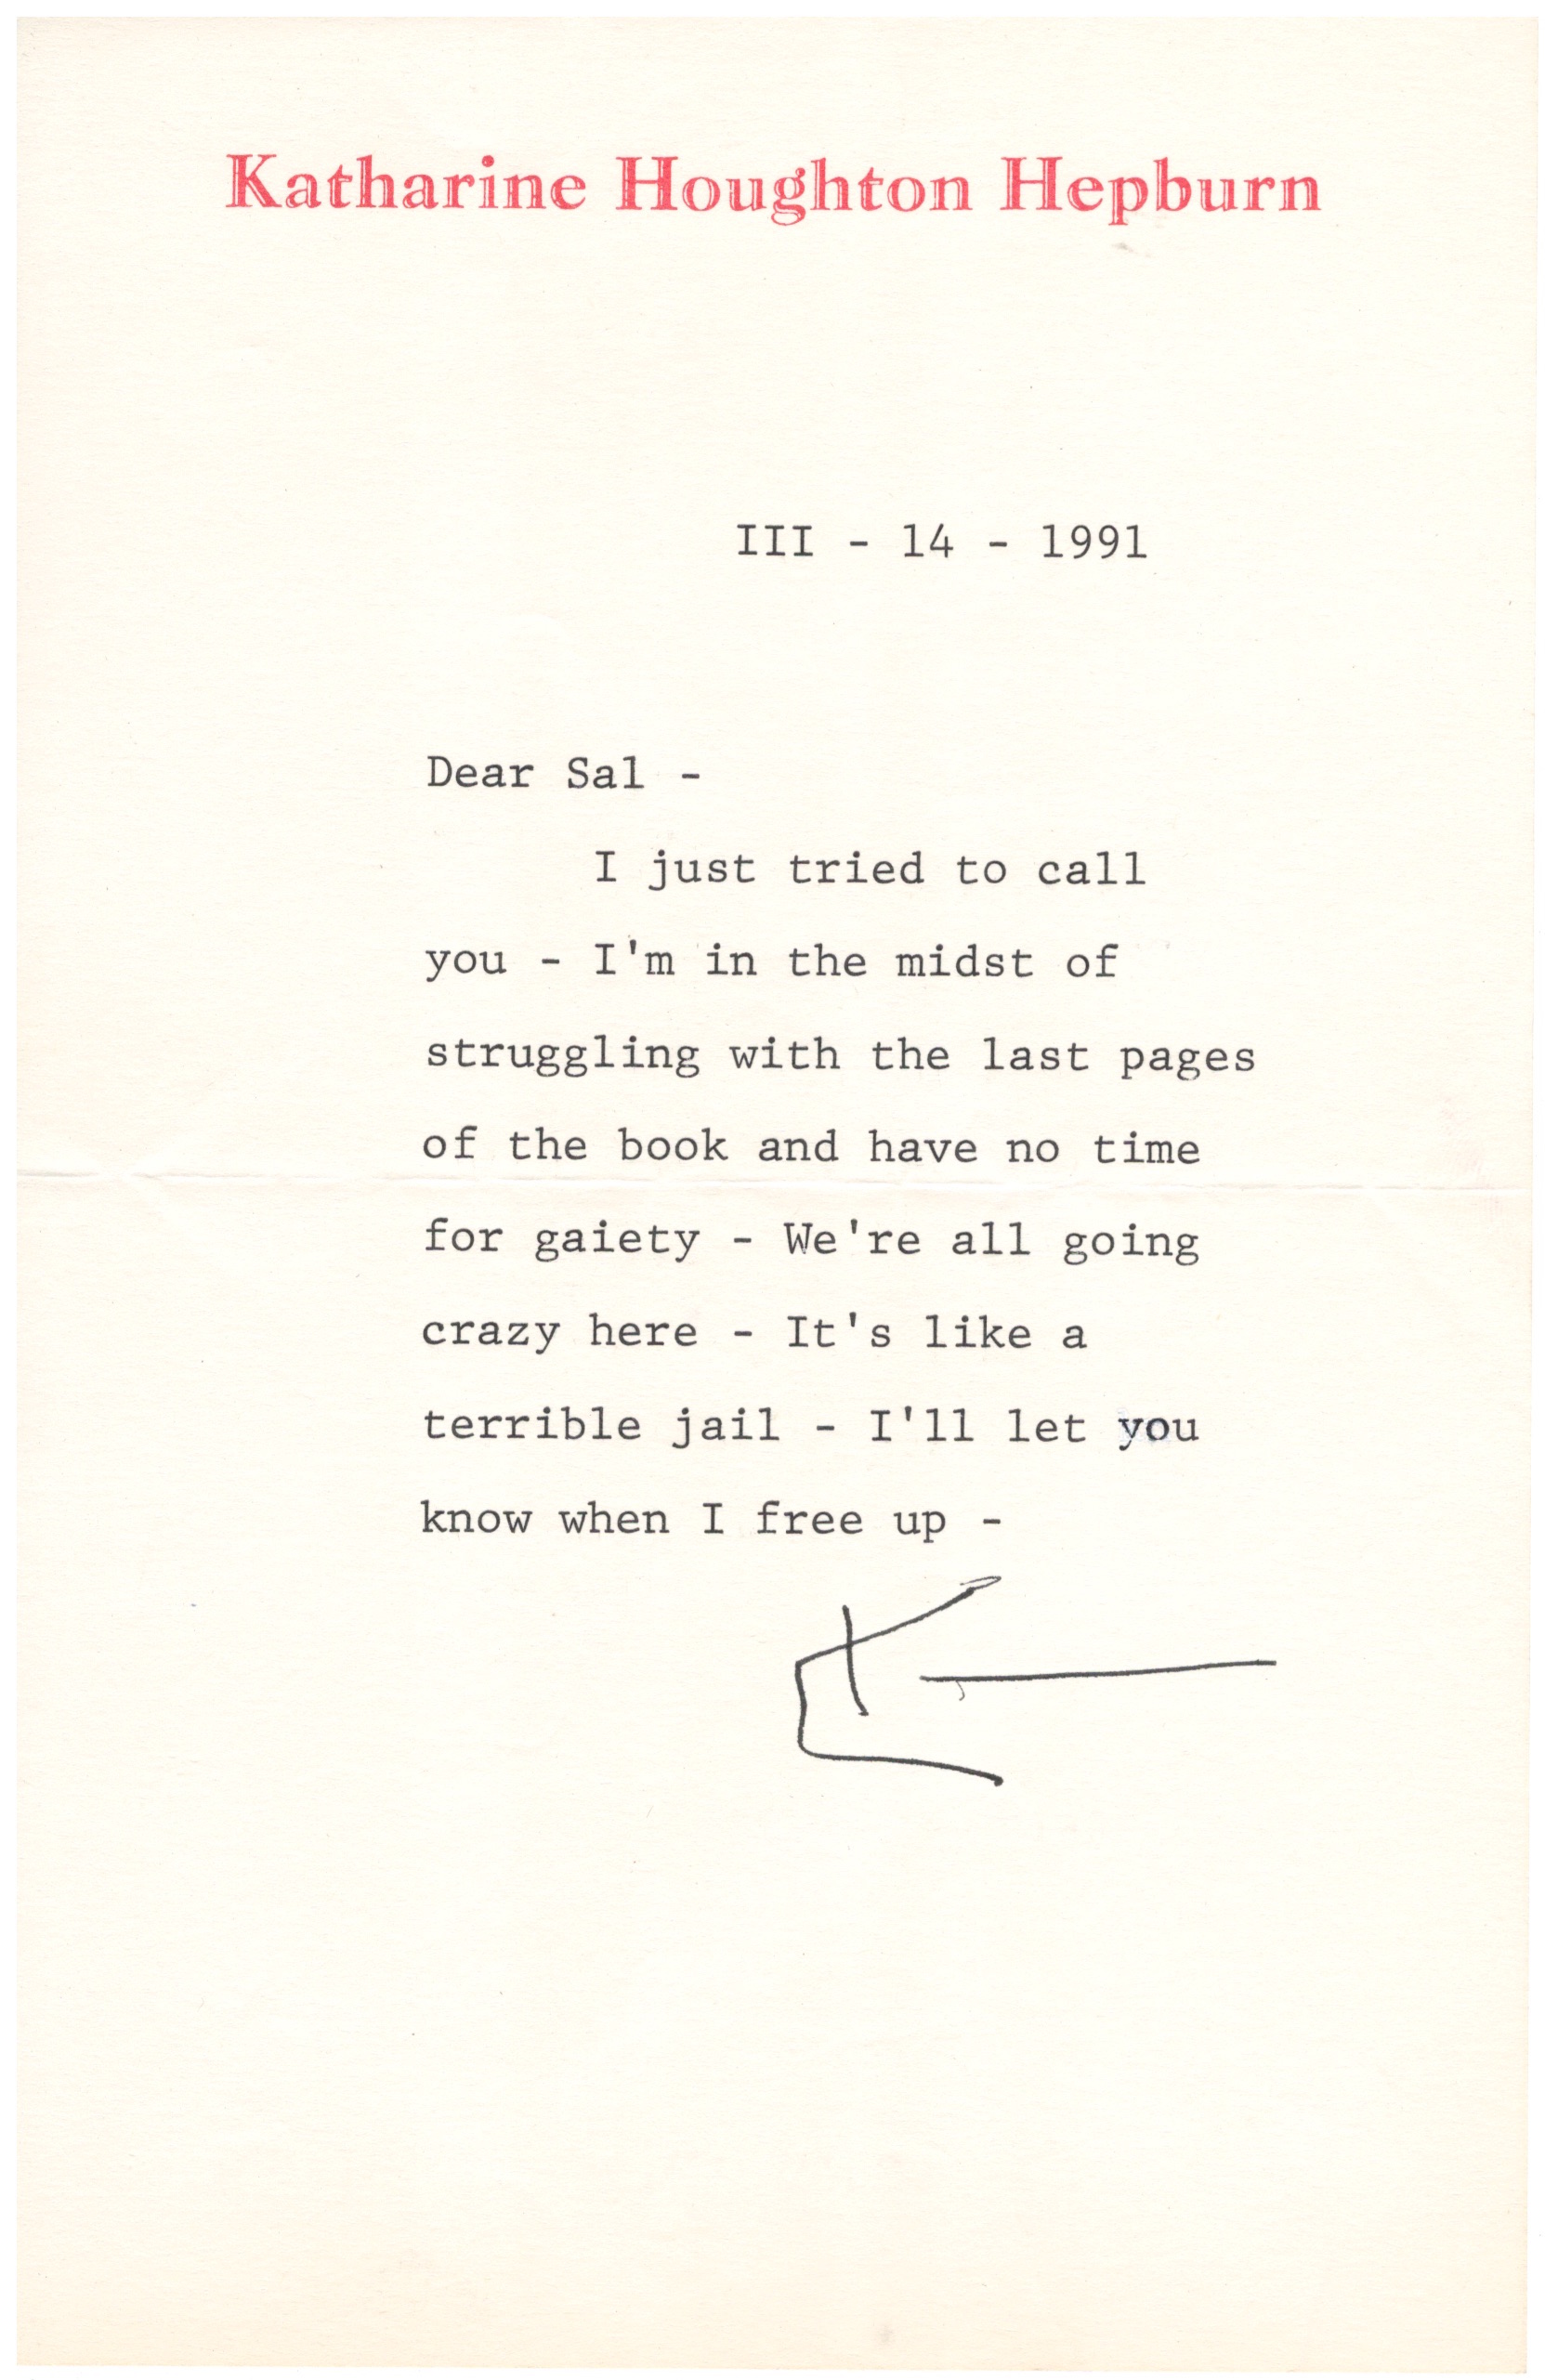 Katharine Houghton Hepburn
III - 14 - 1991
Dear Sal -
I just tried to call
you - I'm in the midst of
struggling with the last pages
of the book and have no time
for gaiety - We're all going
crazy here - It's like a
terrible jail - I'll let you
know when I free up -
K